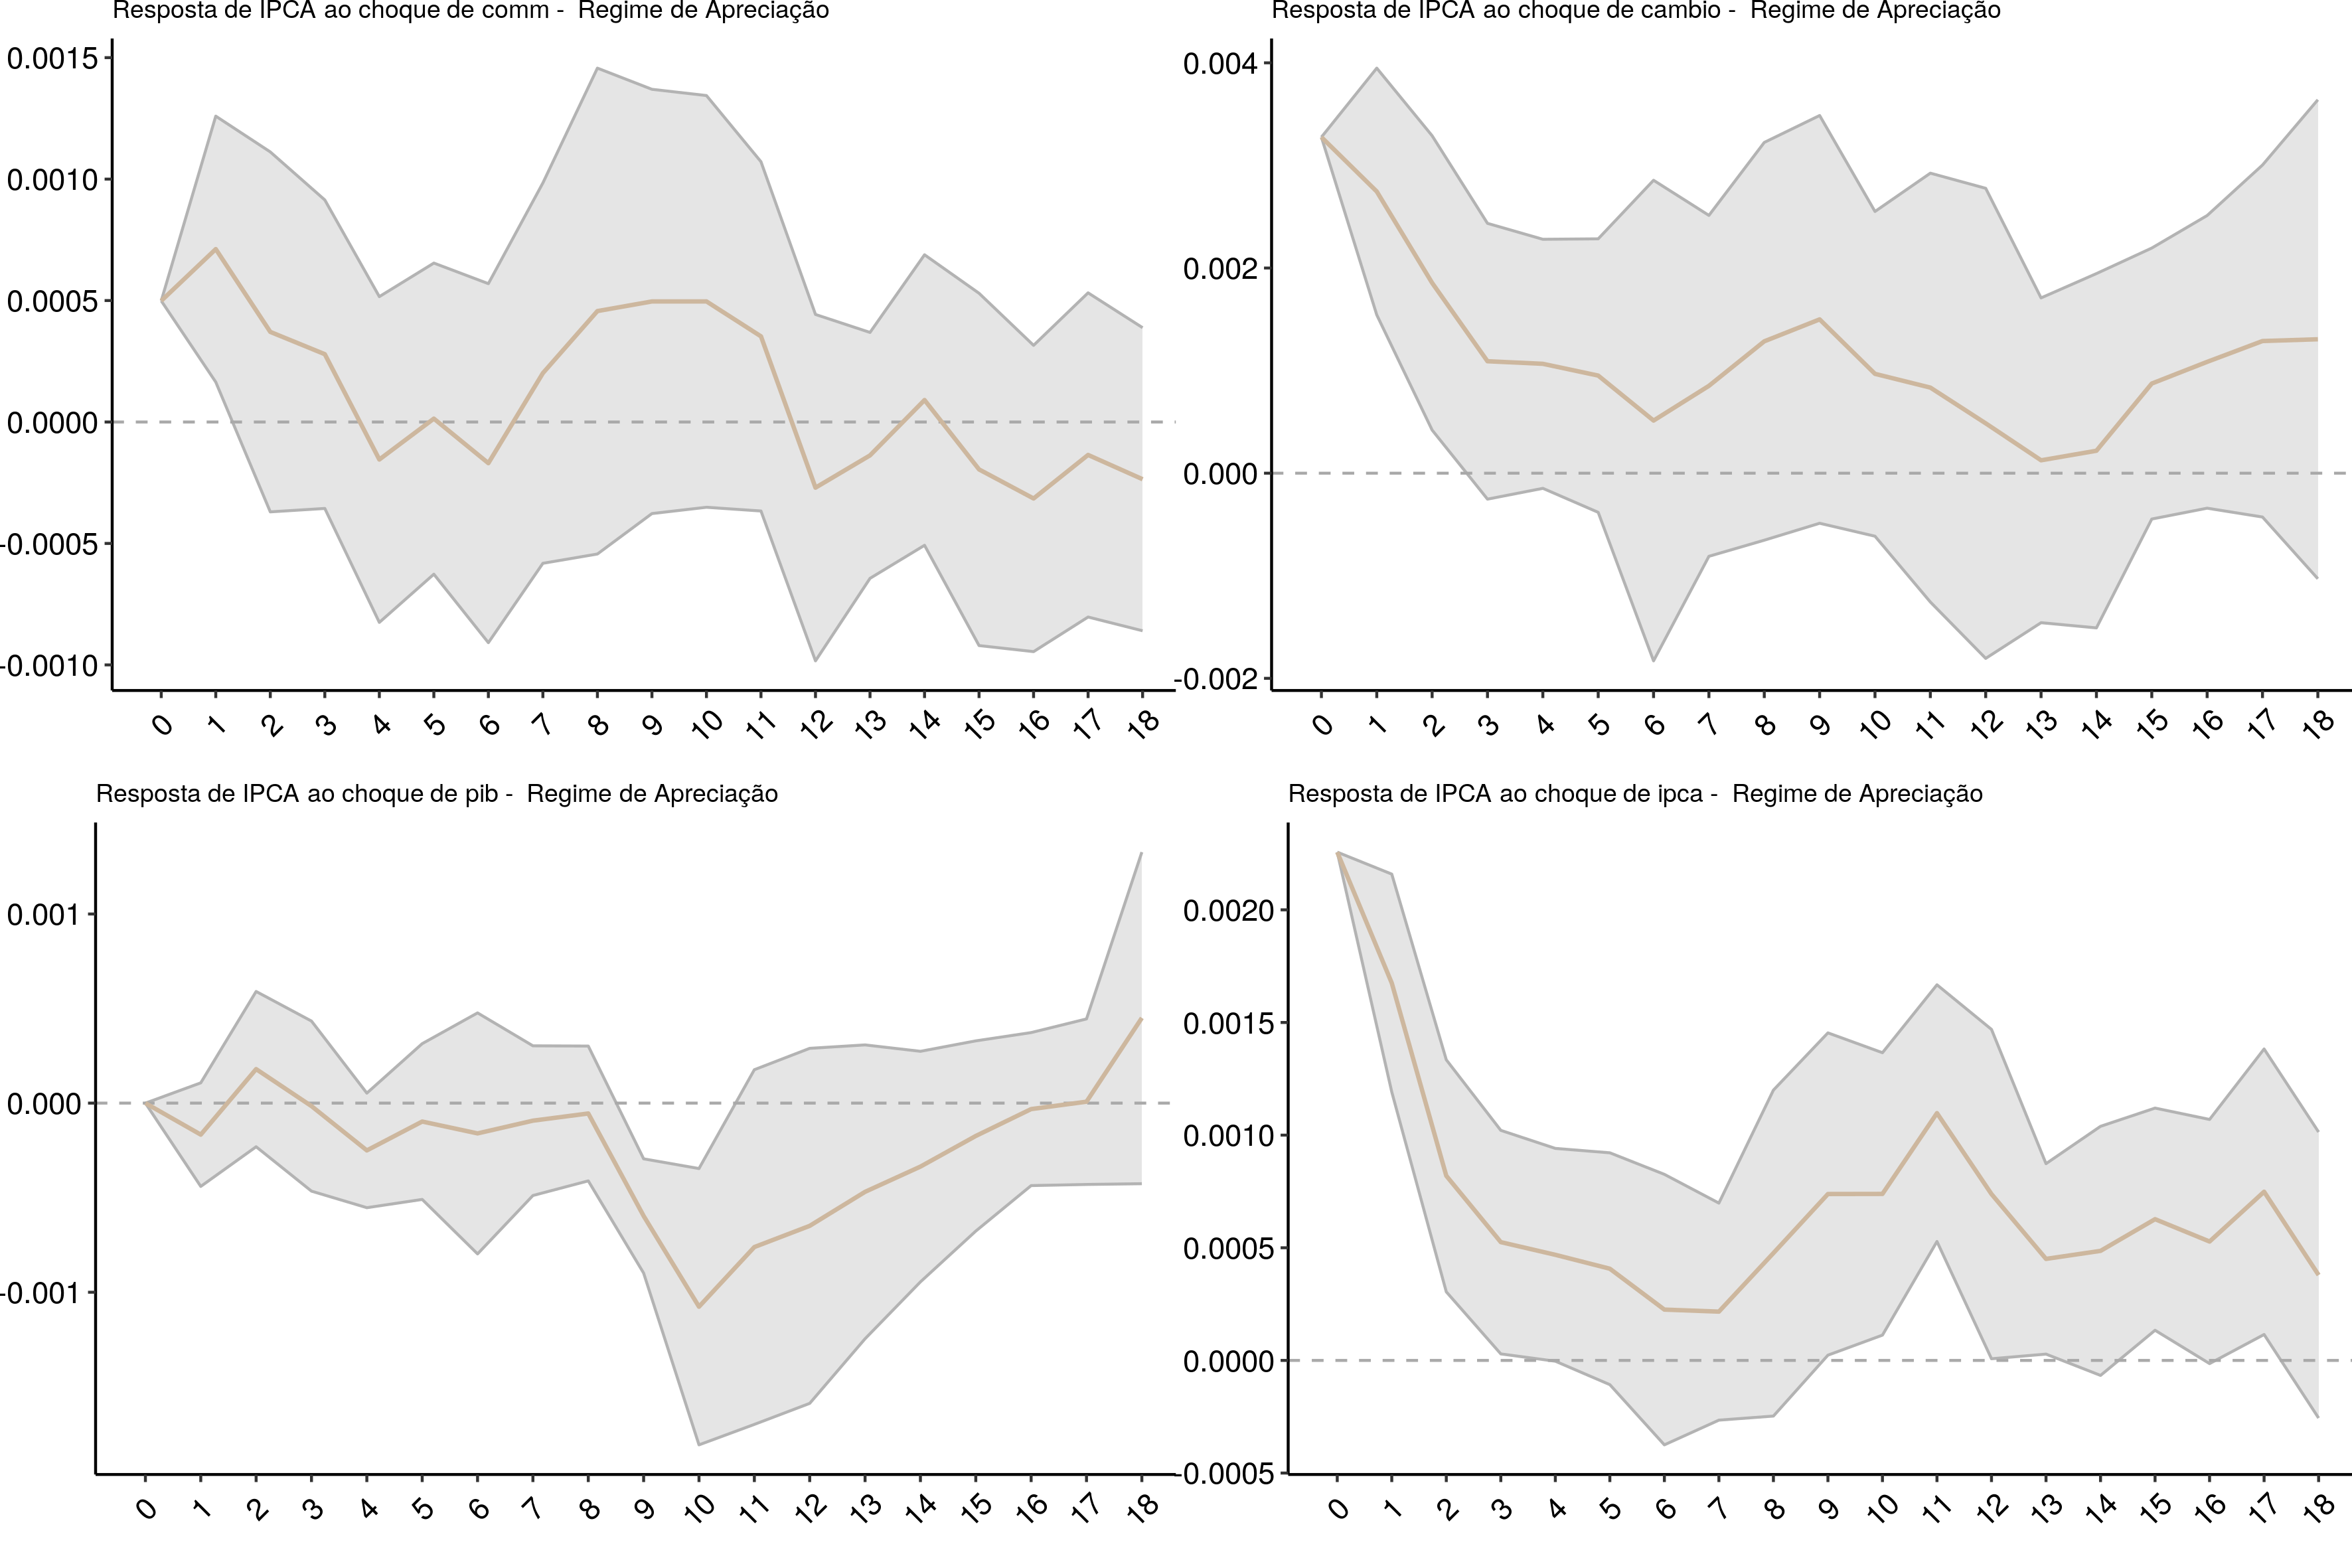 Resposta de IPCA ao choque de comm -  Regime de Apreciação
0.0015
0.0010
0.0005
0.0000
-0.0005
-0.0010
0 1 2 3 4 5 6 7 8 9 10 11 12 13 14 15 16 17 18
Resposta de IPCA ao choque de cambio -  Regime de Apreciação
0.004
0.002
0.000
-0.002
0 1 2 3 4 5 6 7 8 9 10 11 12 13 14 15 16 17 18
Resposta de IPCA ao choque de pib -  Regime de Apreciação
0.001
0.000
-0.001
0 1 2 3 4 5 6 7 8 9 10 11 12 13 14 15 16 17 18
Resposta de IPCA ao choque de ipca -  Regime de Apreciação
0.0020
0.0015
0.0010
0.0005
0.0000
-0.0005
0 1 2 3 4 5 6 7 8 9 10 11 12 13 14 15 16 17 18